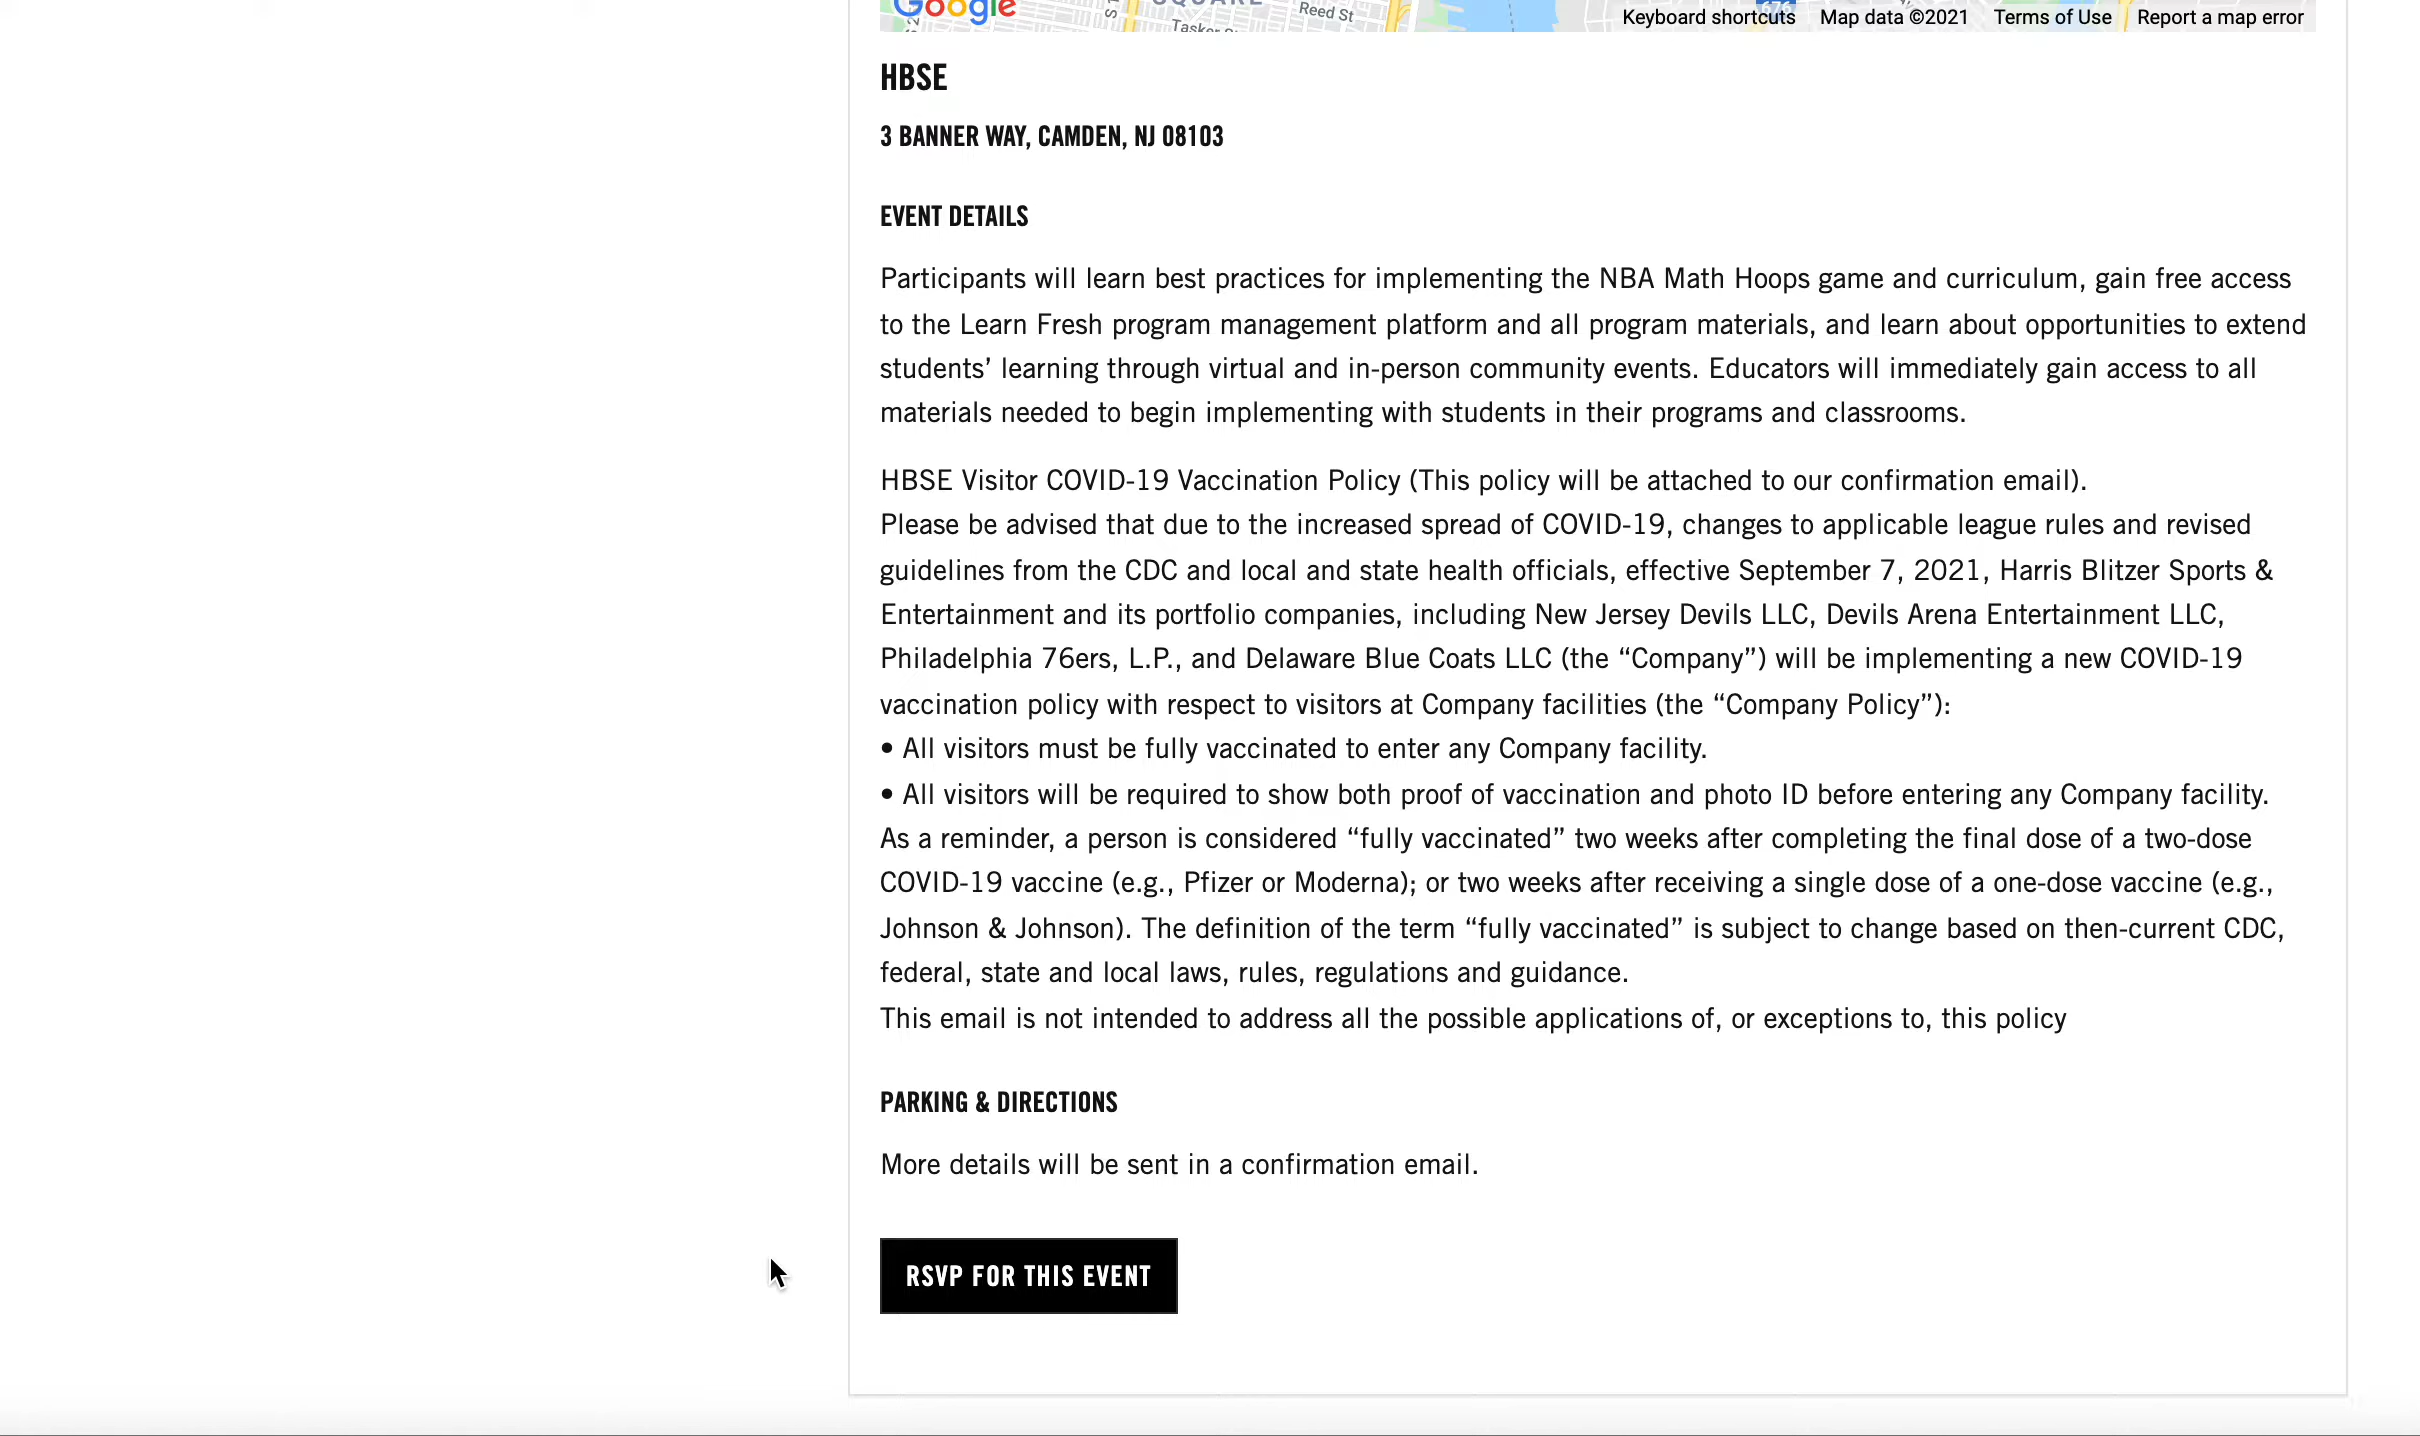 Google
SQUARE
Reed St
676
Keyboard shortcuts Map data ©2021 Terms of Use Report a map error
HBSE
3 BANNER WAY, CAMDEN, NJ 08103
EVENT DETAILS
Participants will learn best practices for implementing the NBA Math Hoops game and curriculum, gain free access
to the Learn Fresh program management platform and all program materials, and learn about opportunities to extend
students’ learning through virtual and in-person community events. Educators will immediately gain access to all
materials needed to begin implementing with students in their programs and classrooms.
HBSE Visitor COVID-19 Vaccination Policy (This policy will be attached to our confirmation email).
Please be advised that due to the increased spread of COVID-19, changes to applicable league rules and revised
guidelines from the CDC and local and state health officials, effective September 7, 2021, Harris Blitzer Sports &
Entertainment and its portfolio companies, including New Jersey Devils LLC, Devils Arena Entertainment LLC,
Philadelphia 76ers, L.P., and Delaware Blue Coats LLC (the “Company”) will be implementing a new COVID-19
vaccination policy with respect to visitors at Company facilities (the “Company Policy”):
• All visitors must be fully vaccinated to enter any Company facility.
• All visitors will be required to show both proof of vaccination and photo ID before entering any Company facility.
As a reminder, a person is considered “fully vaccinated” two weeks after completing the final dose of a two-dose
COVID-19 vaccine (e.g., Pfizer or Moderna); or two weeks after receiving a single dose of a one-dose vaccine (e.g.,
Johnson & Johnson). The definition of the term “fully vaccinated” is subject to change based on then-current CDC,
federal, state and local laws, rules, regulations and guidance.
This email is not intended to address all the possible applications of, or exceptions to, this policy
PARKING & DIRECTIONS
More details will be sent in a confirmation email.
RSVP FOR THIS EVENT